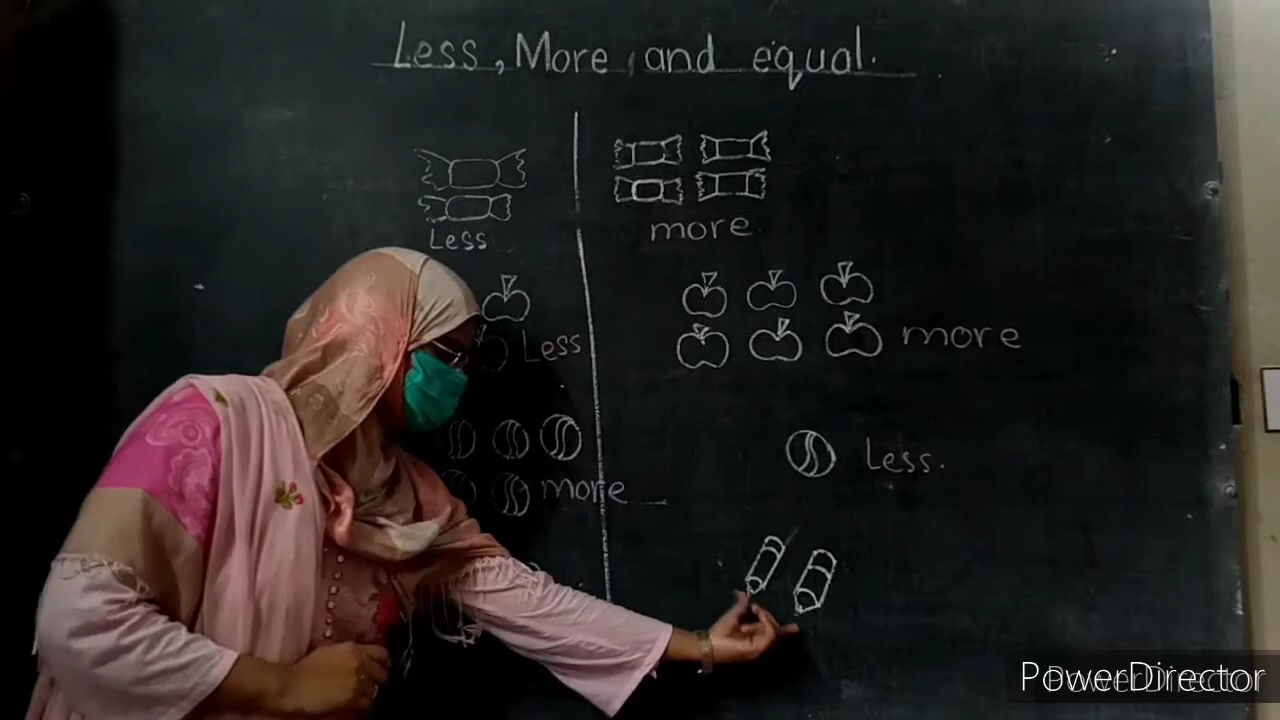 Less, More, and equal.
Less
more
Less
more
more
Less.
PowerDirector